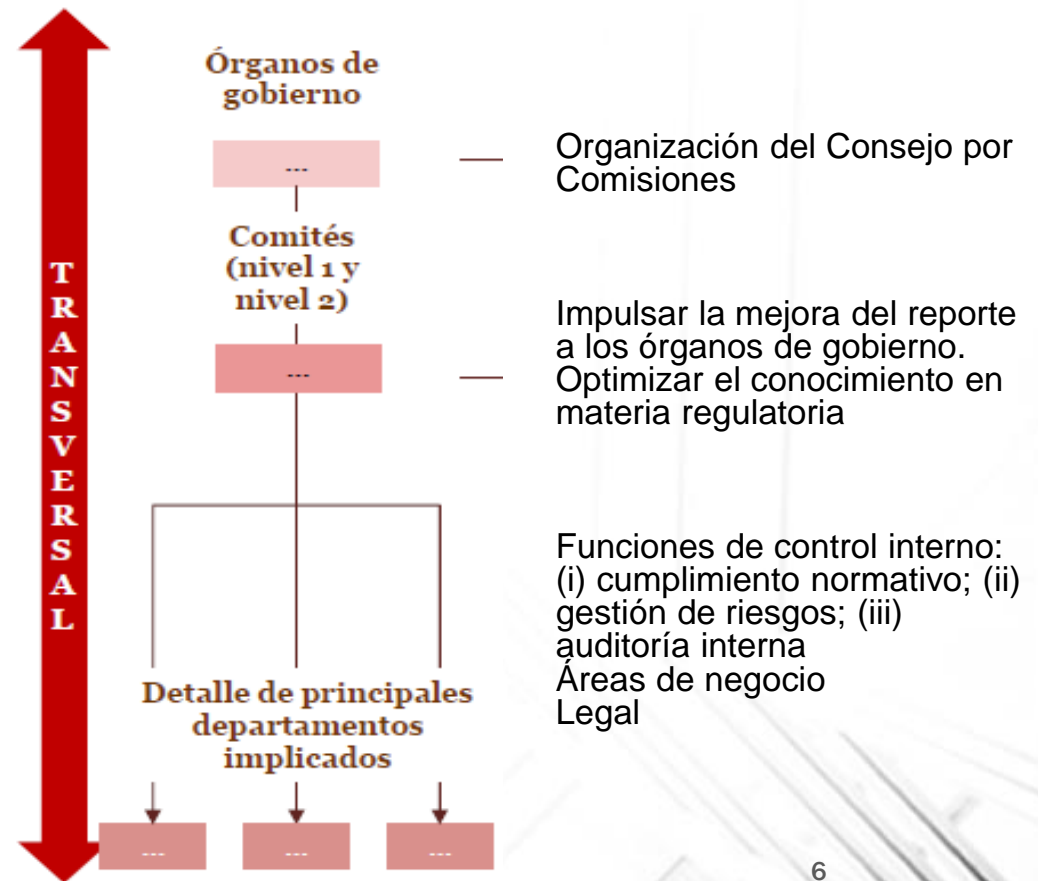 TRANSVERSAL
Órganos de
gobierno
---
Organización del Consejo por
Comisiones
Comités
(nivel 1 y
nivel 2)
---
Impulsar la mejora del reporte
a los órganos de gobierno.
Optimizar el conocimiento en
materia regulatoria
Funciones de control interno:
(i) cumplimiento normativo; (ii)
gestión de riesgos; (iii)
auditoría interna
Áreas de negocio
Legal
Detalle de principales
departamentos
implicados
--- --- ---
6